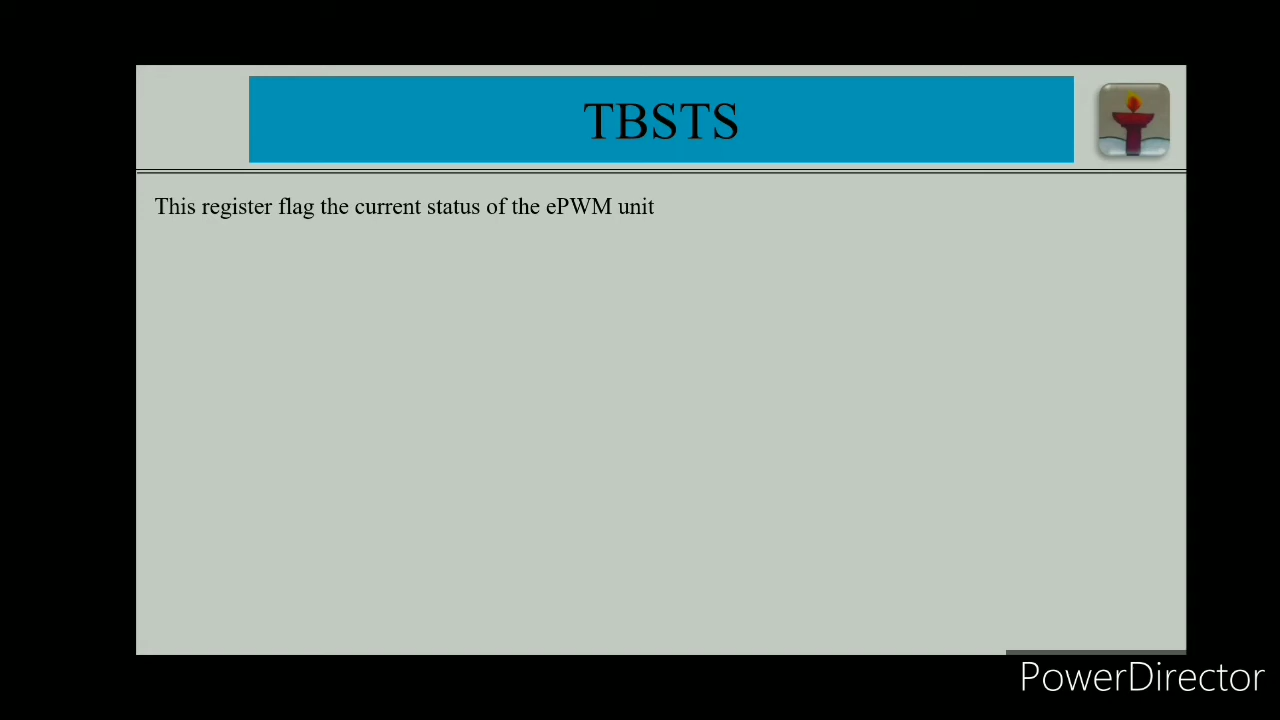 TBSTS
This register flag the current status of the ePWM unit
PowerDirector